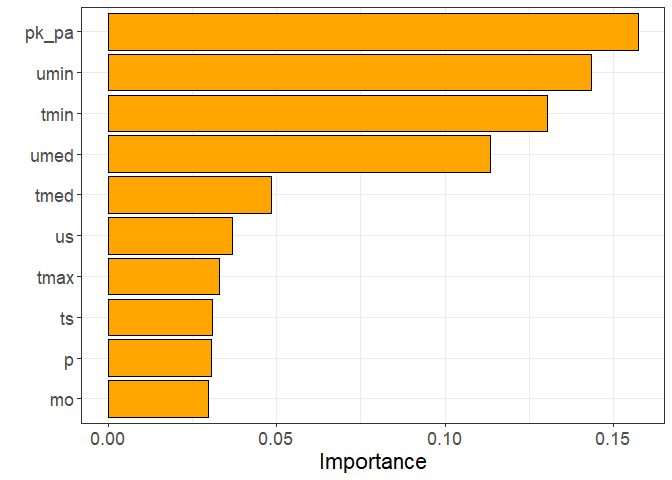 pk_pa
umin
tmin
umed
tmed
us
tmax
ts
p
mo
0.00 0.05 0.10 0.15
Importance